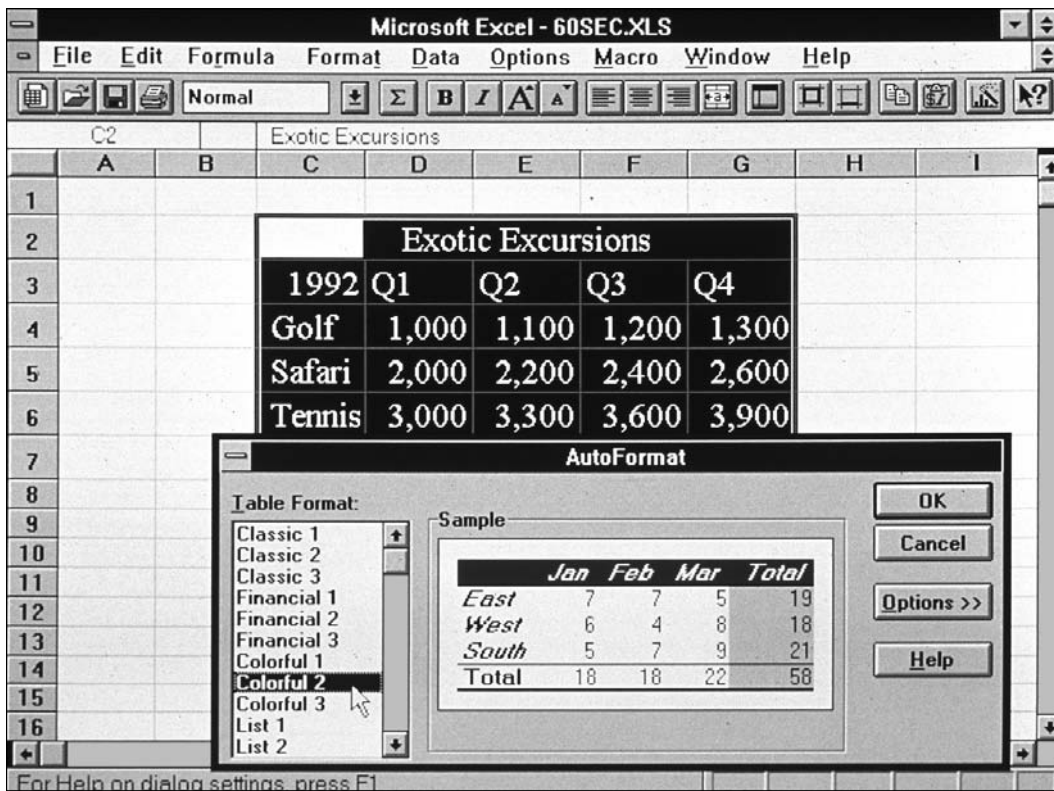 Microsoft Excel - 60SEC.XLS
File Edit Formula Format Data Options Macro Window Help
Normal Σ B I A A a $7 ?
C2 Exotic Excursions
A B C D E F G H I
1
2 Exotic Excursions
3 1992 Q1 Q2 Q3 Q4
4 Golf 1,000 1,100 1,200 1,300
5 Safari 2,000 2,200 2,400 2,600
6 Tennis 3,000 3,300 3,600 3,900
7
8
9
10
11
12
13
14
15
16
AutoFormat
Table Format:
Classic 1
Classic 2
Classic 3
Financial 1
Financial 2
Financial 3
Colorful 1
Colorful 2
Colorful 3
List 1
List 2
Sample
Jan Feb Mar Total
East 7 7 5 19
West 6 4 8 18
South 5 7 9 21
Total 18 18 22 58
OK
Cancel
Options >>
Help
For Help on dialog settings, press F1